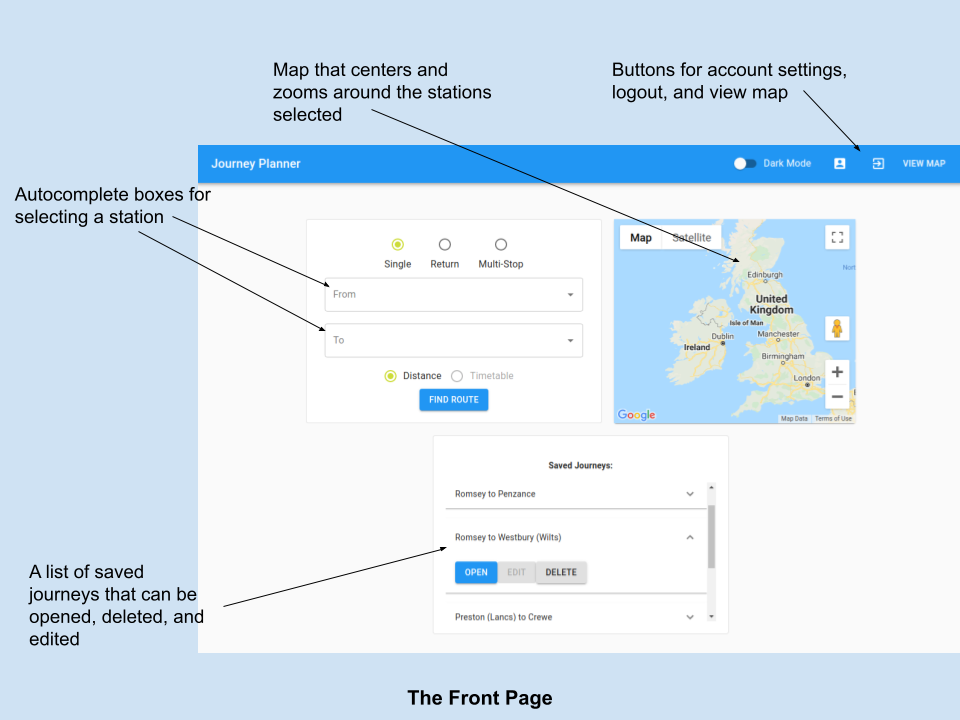 Map that centers and
zooms around the stations
selected
Buttons for account settings,
logout, and view map
Journey Planner
Dark Mode
VIEW MAP
Autocomplete boxes for
selecting a station
Single
Return
Multi-Stop
From
To
Distance
Timetable
FIND ROUTE
Map
Satellite
Nort
Edinburgh
United
Kingdom
Isle of Man
Dublin
Manchester
Ireland
Birmingham
London
Google
Map Data
Terms of Use
Saved Journeys:
Romsey to Penzance
Romsey to Westbury (Wilts)
OPEN
EDIT
DELETE
Preston (Lancs) to Crewe
A list of saved
journeys that can be
opened, deleted, and
edited
The Front Page